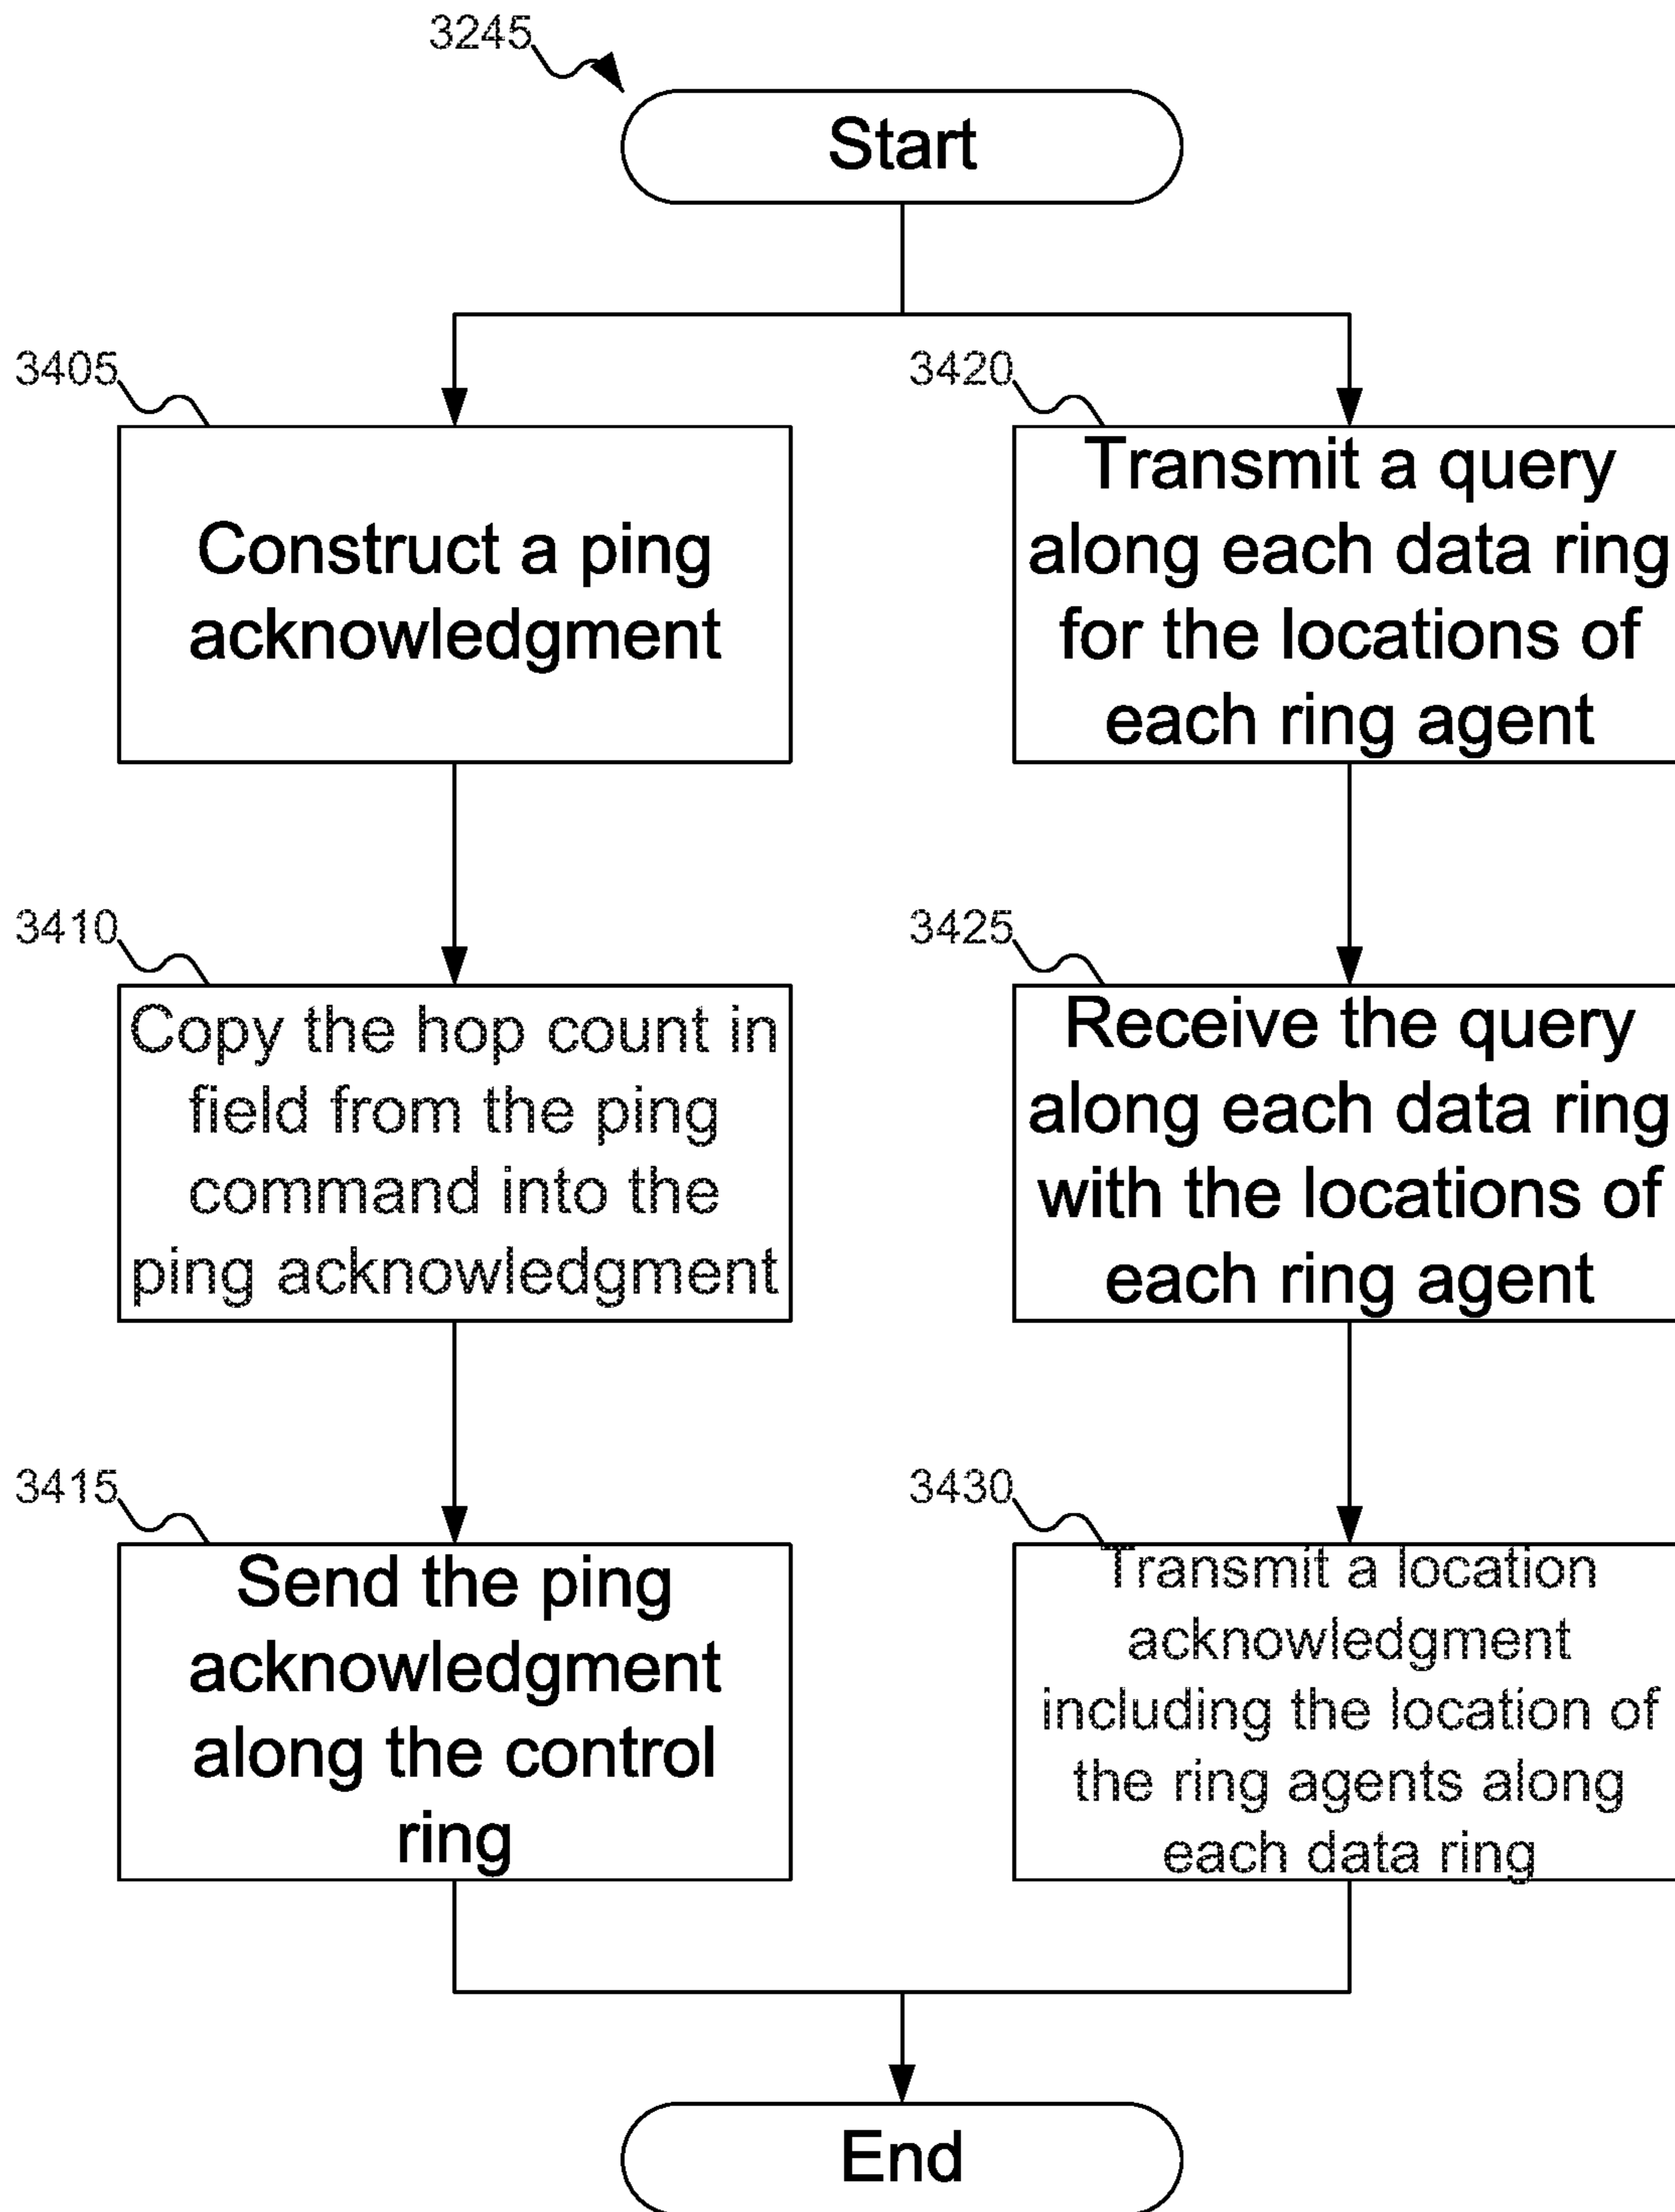 3245
Start
3405
Construct a ping
acknowledgment
3410
Copy the hop count in
field from the ping
command into the
ping acknowledgment
3415
Send the ping
acknowledgment
along the control
ring
3420
Transmit a query
along each data ring
for the locations of
each ring agent
3425
Receive the query
along each data ring
with the locations of
each ring agent
3430
Transmit a location
acknowledgment
including the location of
the ring agents along
each data ring
End